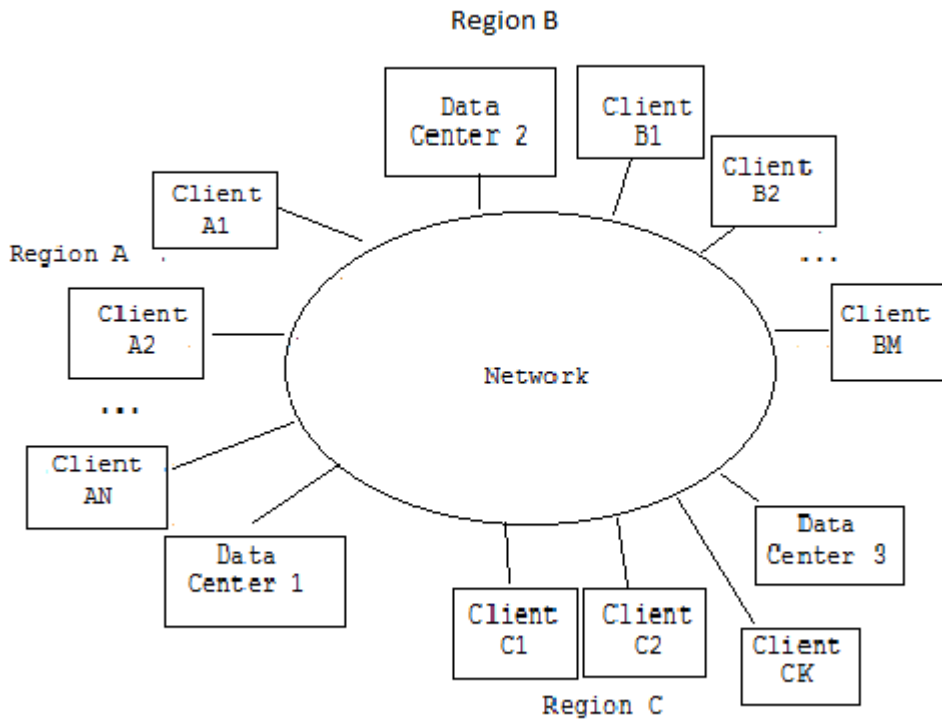 Region B
Data
Center 2
Client
B1
Client
B2
Client
A1
Region A
...
Client
A2
Client
BM
Network
...
Client
AN
Data
Center 1
Data
Center 3
Client
C1
Client
C2
Client
CK
Region C